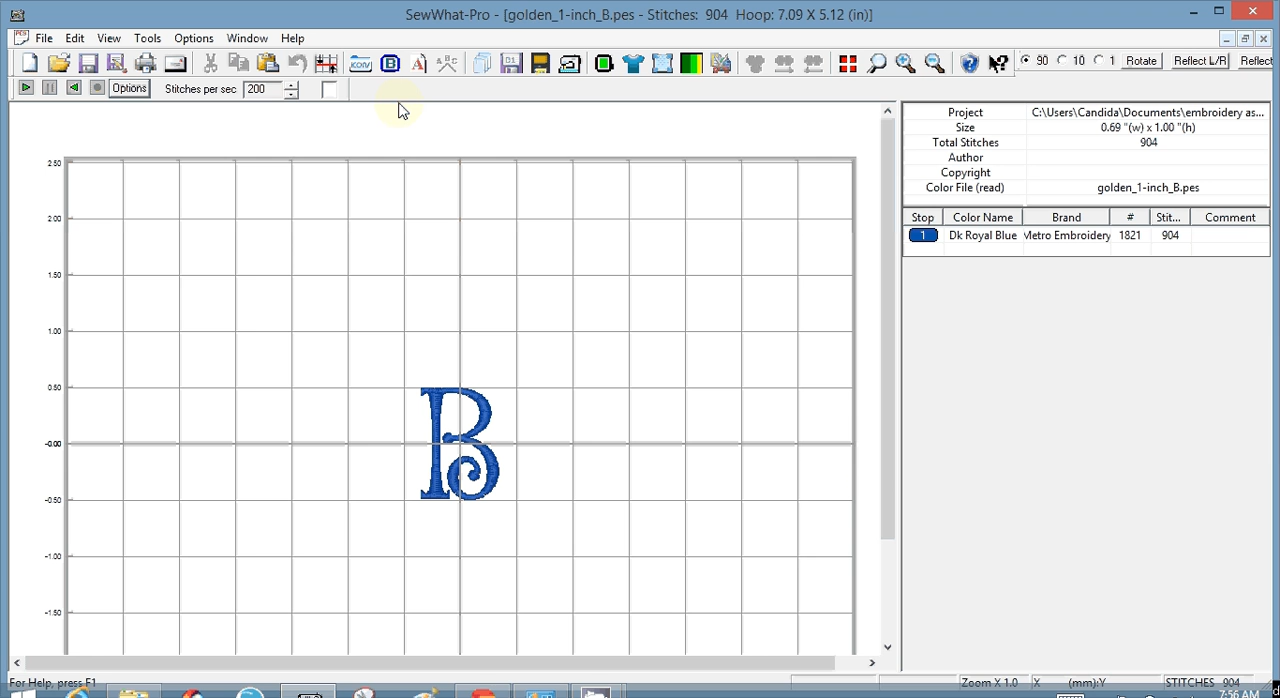 SewWhat-Pro - [golden_1-inch_B.pes - Stitches: 904 Hoop: 7.09 X 5.12 (in)]
File Edit View Tools Options Window Help
90 10 1 Rotate Reflect L/R Reflect
Options Stitches per sec 200
Project C:\Users\Candida\Documents\embroidery as...
Size 0.69 "(w) x 1.00 "(h)
Total Stitches 904
Author
Copyright
Color File (read) golden_1-inch_B.pes
Stop Color Name Brand # Stit... Comment
1 Dk Royal Blue Metro Embroidery 1821 904
2.50
2.00
1.50
1.00
0.50
-0.00
-0.50
-1.00
-1.50
B
For Help, press F1 Zoom X 1.0 X (mm):Y STITCHES 904
7:56 AM